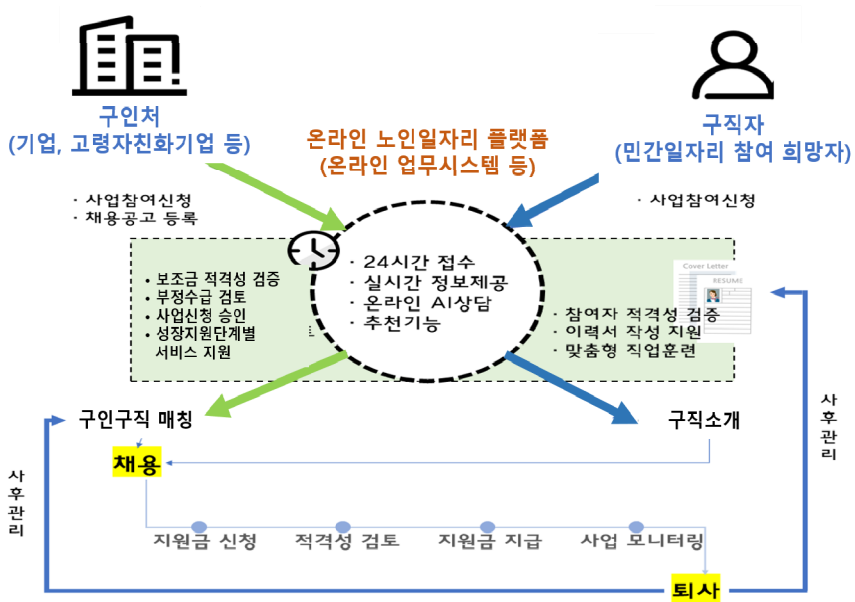 구인처
(기업, 고령자친화기업 등)
온라인 노인일자리 플랫폼
(온라인 업무시스템 등)
구직자
(민간일자리 참여 희망자)
· 사업참여신청
· 채용공고 등록
· 사업참여신청
• 보조금 적격성 검증
• 부정수급 검토
• 사업신청 승인
• 성장지원단계별
서비스 지원
· 24시간 접수
· 실시간 정보제공
· 온라인 AI상담
· 추천기능
Cover Letter
RESUME
· 참여자 적격성 검증
· 이력서 작성 지원
· 맞춤형 직업훈련
구인구직 매칭
구직소개
채용
사후관리
사후관리
지원금 신청
적격성 검토
지원금 지급
사업 모니터링
퇴사